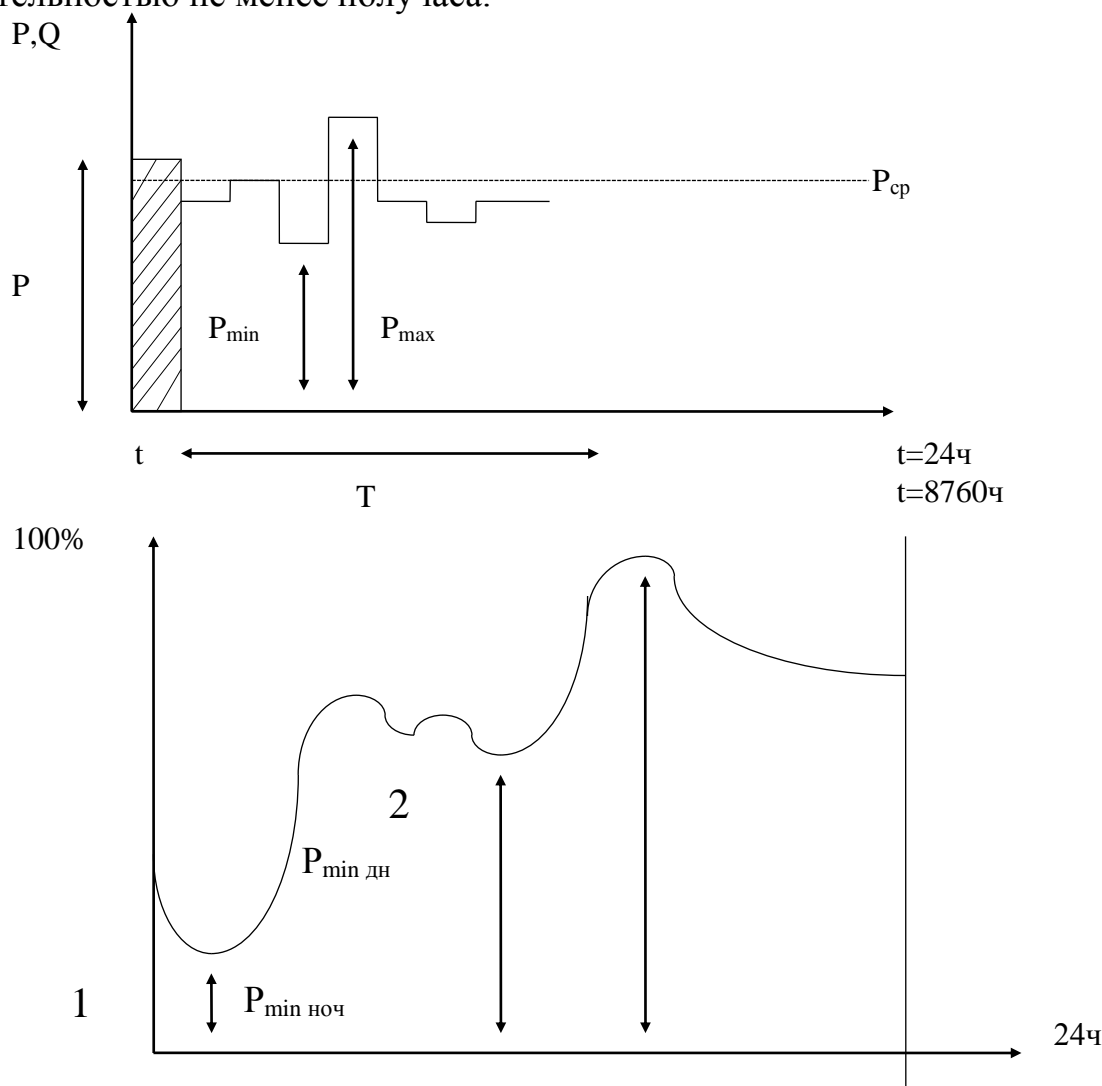 тельностью не менее получаса.
P,Q
Pср
P
Pmin
Pmax
t
t=24ч
T
t=8760ч
100%
2
Pmin дн
1
Pmin ноч
24ч